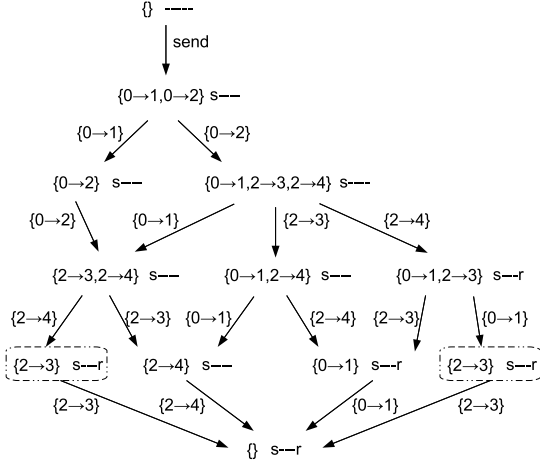 {} -----
send
{0→1,0→2} s----
{0→1} {0→2}
{0→2} s----
{0→1,2→3,2→4} s----
{0→2} {0→1} {2→3} {2→4}
{2→3,2→4} s----
{0→1,2→4} s----
{0→1,2→3} s---r
{2→4} {2→3} {0→1} {2→4} {2→3} {0→1}
{2→3} s---r
{2→4} s----
{0→1} s---r
{2→3} s---r
{2→3} {2→4} {0→1} {2→3}
{} s---r